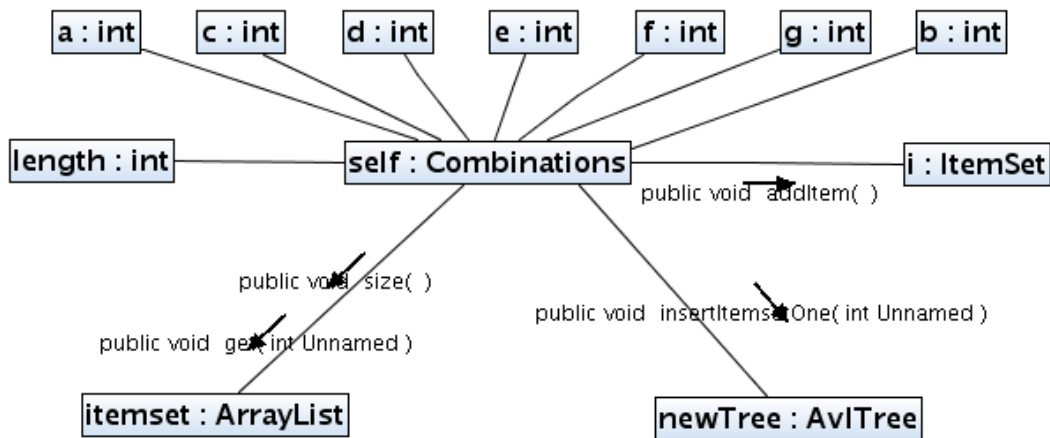 a : int
c : int
d : int
e : int
f : int
g : int
b : int
length : int
self : Combinations
i : ItemSet
public void addItem( )
public void size( )
public void insertItemsetOne( int Unnamed )
public void get( int Unnamed )
itemset : ArrayList
newTree : AvlTree